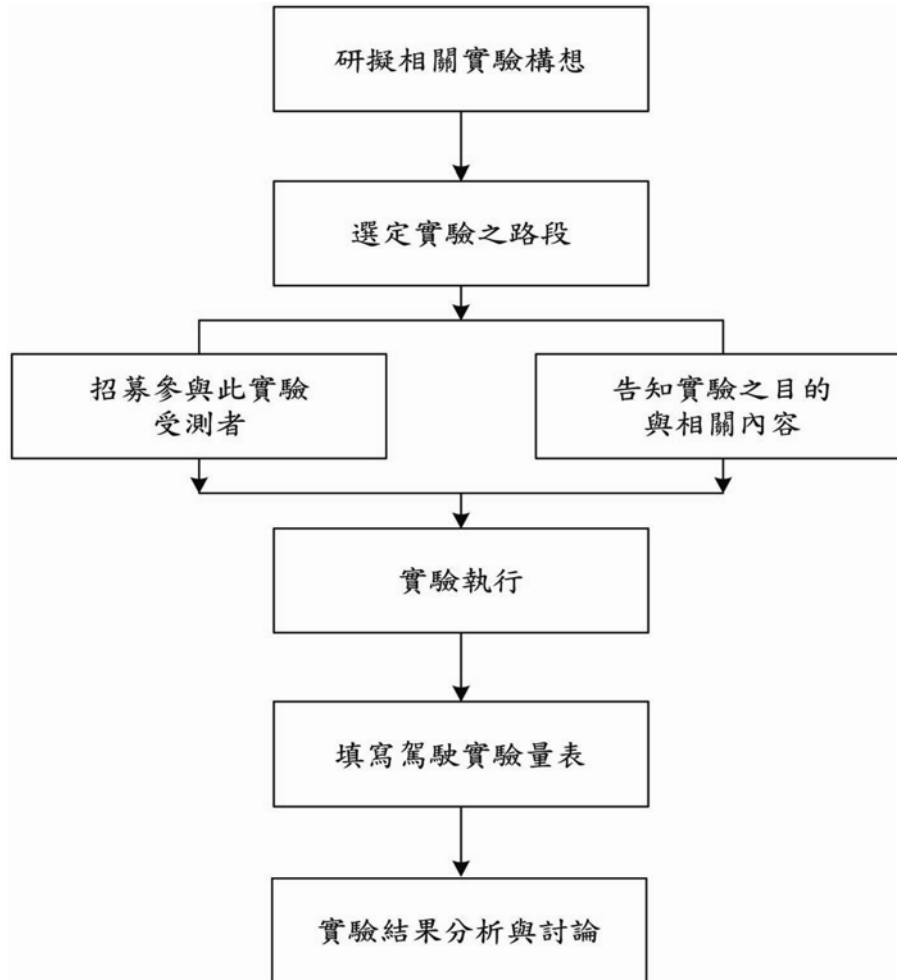 研擬相關實驗構想
選定實驗之路段
招募參與此實驗
受測者
告知實驗之目的
與相關內容
實驗執行
填寫駕駛實驗量表
實驗結果分析與討論